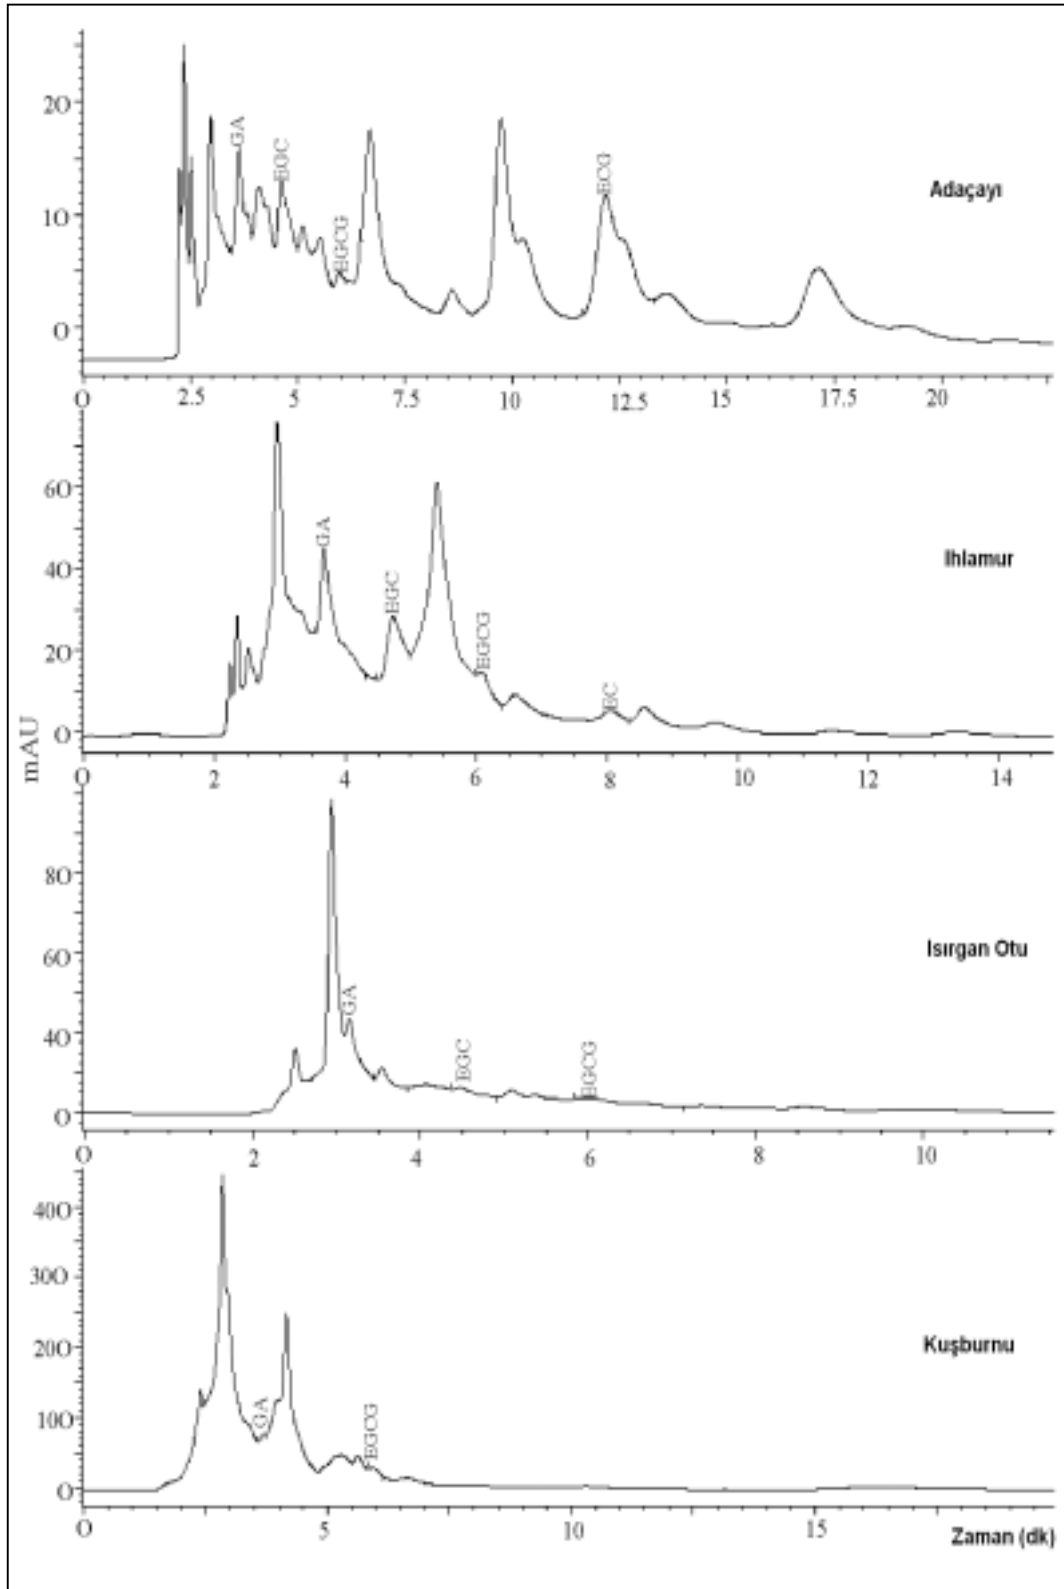 20
10
0
GA
EGC
EGCG
ECG
Adaçayı
0 2.5 5 7.5 10 12.5 15 17.5 20
60
40
20
0
GA
EGC
EGCG
EC
Ihlamur
mAU
0 2 4 6 8 10 12 14
80
60
40
20
0
GA
EGC
EGCG
Isırgan Otu
0 2 4 6 8 10
400
300
200
100
0
GA
EGCG
Kuşburnu
0 5 10 15
Zaman (dk)